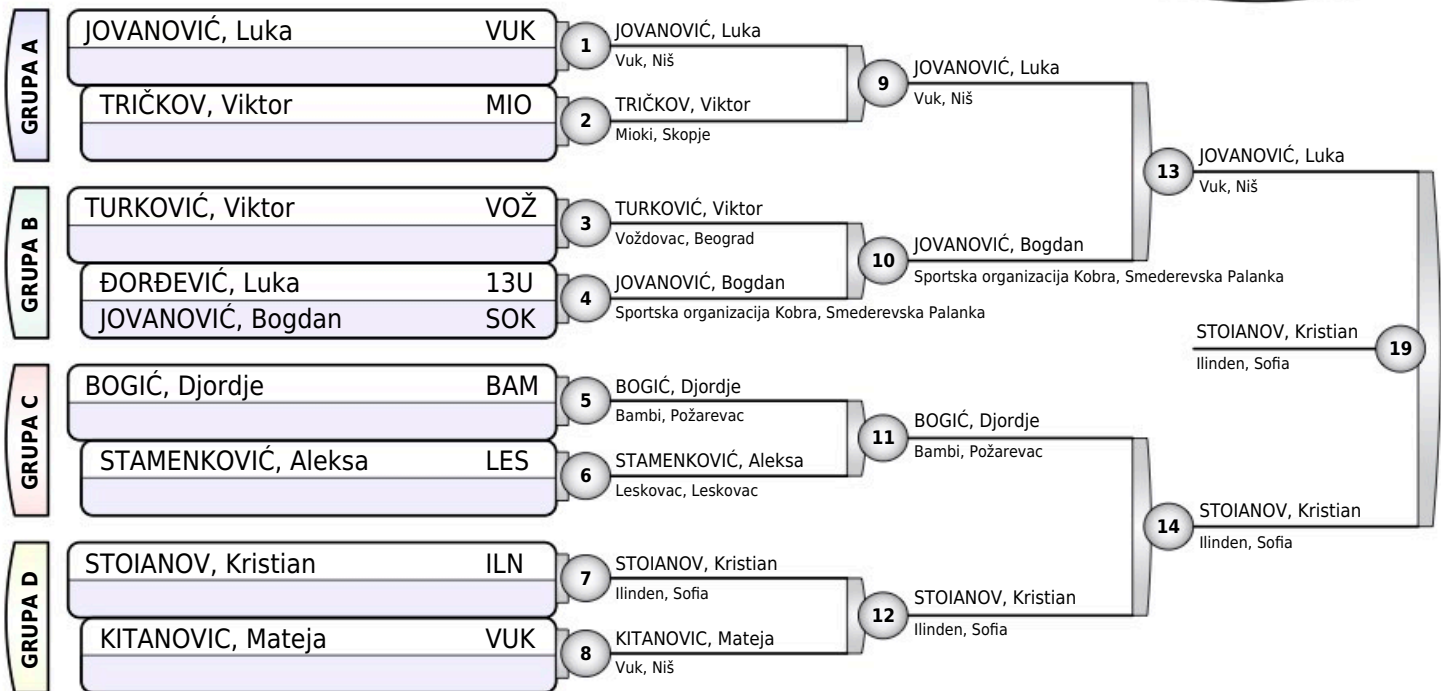 GRUPA A
JOVANOVIĆ, Luka VUK
TRIČKOV, Viktor MIO
GRUPA B
TURKOVIĆ, Viktor VOŽ
ĐORĐEVIĆ, Luka 13U
JOVANOVIĆ, Bogdan SOK
GRUPA C
BOGIĆ, Djordje BAM
STAMENKOVIĆ, Aleksa LES
GRUPA D
STOIANOV, Kristian ILN
KITANOVIC, Mateja VUK
1
JOVANOVIĆ, Luka
Vuk, Niš
2
TRIČKOV, Viktor
Mioki, Skopje
3
TURKOVIĆ, Viktor
Voždovac, Beograd
4
JOVANOVIĆ, Bogdan
Sportska organizacija Kobra, Smederevska Palanka
5
BOGIĆ, Djordje
Bambi, Požarevac
6
STAMENKOVIĆ, Aleksa
Leskovac, Leskovac
7
STOIANOV, Kristian
Ilinden, Sofia
8
KITANOVIC, Mateja
Vuk, Niš
9
JOVANOVIĆ, Luka
Vuk, Niš
10
JOVANOVIĆ, Bogdan
Sportska organizacija Kobra, Smederevska Palanka
11
BOGIĆ, Djordje
Bambi, Požarevac
12
STOIANOV, Kristian
Ilinden, Sofia
13
JOVANOVIĆ, Luka
Vuk, Niš
14
STOIANOV, Kristian
Ilinden, Sofia
STOIANOV, Kristian
Ilinden, Sofia
19